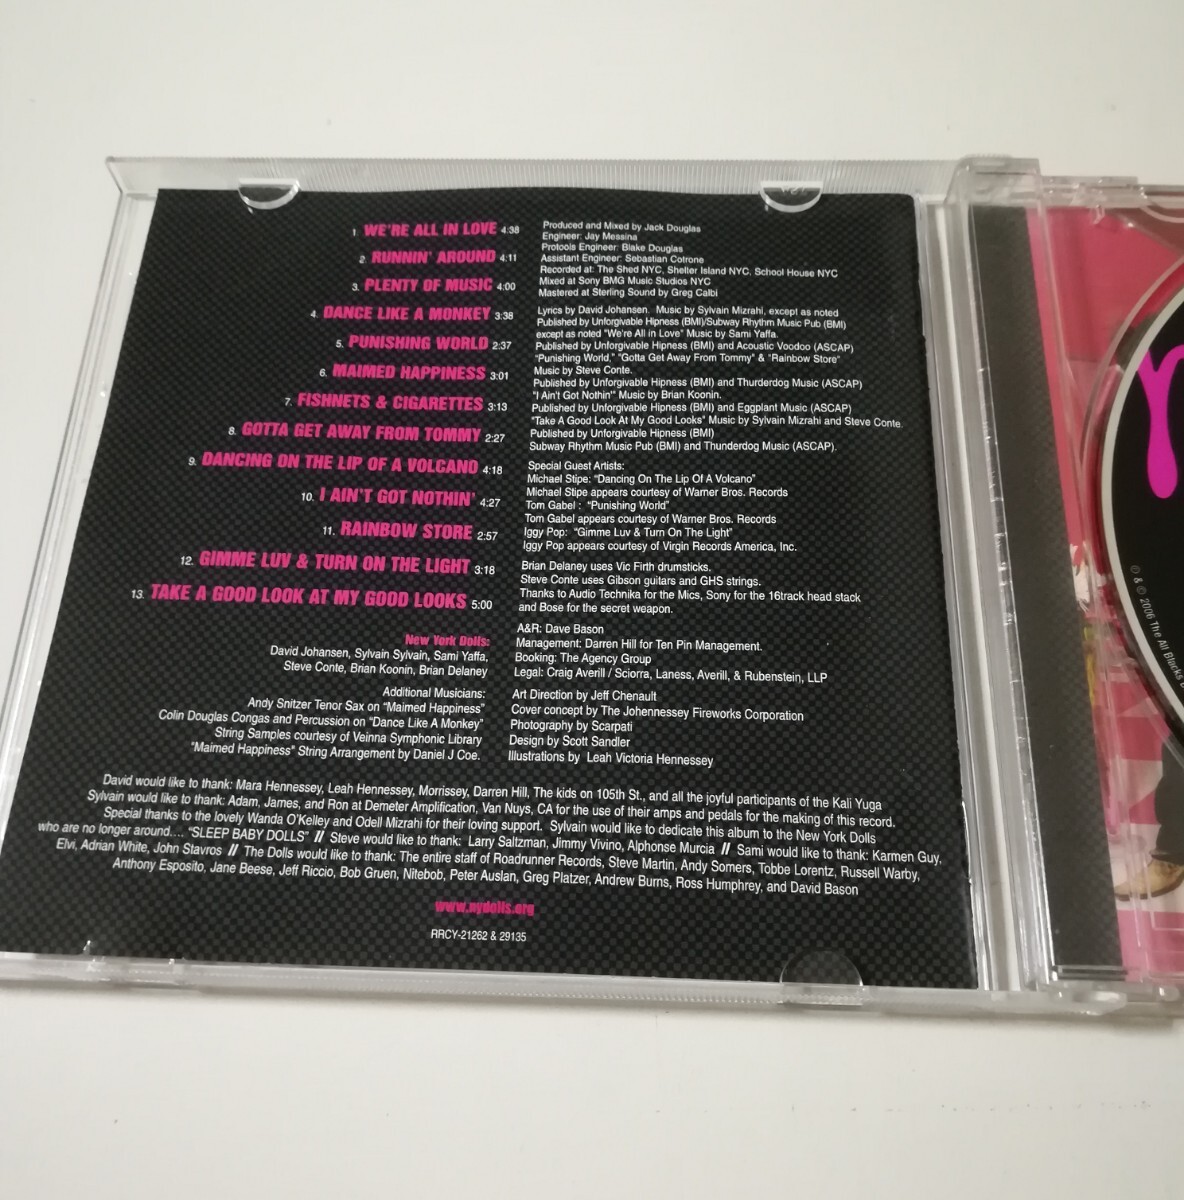 1. WE'RE ALL IN LOVE 4:38
2. RUNNIN' AROUND 4:11
3. PLENTY OF MUSIC 4:00
4. DANCE LIKE A MONKEY 3:38
5. PUNISHING WORLD 2:37
6. MAIMED HAPPINESS 3:01
7. FISHNETS & CIGARETTES 3:13
8. GOTTA GET AWAY FROM TOMMY 2:27
9. DANCING ON THE LIP OF A VOLCANO 4:18
10. I AIN'T GOT NOTHIN' 4:27
11. RAINBOW STORE 2:57
12. GIMME LUV & TURN ON THE LIGHT 3:18
13. TAKE A GOOD LOOK AT MY GOOD LOOKS 5:00
New York Dolls:
David Johansen, Sylvain Sylvain, Sami Yaffa,
Steve Conte, Brian Koonin, Brian Delaney
Additional Musicians:
Andy Snitzer Tenor Sax on "Maimed Happiness"
Colin Douglas Congas and Percussion on "Dance Like A Monkey"
String Samples courtesy of Veinna Symphonic Library
"Maimed Happiness" String Arrangement by Daniel J Coe.
Produced and Mixed by Jack Douglas
Engineer: Jay Messina
Protools Engineer: Blake Douglas
Assistant Engineer: Sebastian Cotrone
Recorded at: The Shed NYC, Shelter Island NYC, School House NYC
Mixed at Sony BMG Music Studios NYC
Mastered at Sterling Sound by Greg Calbi
Lyrics by David Johansen. Music by Sylvain Mizrahi, except as noted
Published by Unforgivable Hipness (BMI)/Subway Rhythm Music Pub (BMI)
except as noted "We're All in Love" Music by Sami Yaffa.
Published by Unforgivable Hipness (BMI) and Acoustic Voodoo (ASCAP)
"Punishing World," "Gotta Get Away From Tommy" & "Rainbow Store"
Music by Steve Conte.
Published by Unforgivable Hipness (BMI) and Thurderdog Music (ASCAP)
"I Ain't Got Nothin'" Music by Brian Koonin.
Published by Unforgivable Hipness (BMI) and Eggplant Music (ASCAP)
"Take A Good Look At My Good Looks" Music by Sylvain Mizrahi and Steve Conte.
Published by Unforgivable Hipness (BMI)
Subway Rhythm Music Pub (BMI) and Thunderdog Music (ASCAP).
Special Guest Artists:
Michael Stipe: "Dancing On The Lip Of A Volcano"
Michael Stipe appears courtesy of Warner Bros. Records
Tom Gabel : "Punishing World"
Tom Gabel appears courtesy of Warner Bros. Records
Iggy Pop: "Gimme Luv & Turn On The Light"
Iggy Pop appears courtesy of Virgin Records America, Inc.
Brian Delaney uses Vic Firth drumsticks.
Steve Conte uses Gibson guitars and GHS strings.
Thanks to Audio Technika for the Mics, Sony for the 16track head stack
and Bose for the secret weapon.
A&R: Dave Bason
Management: Darren Hill for Ten Pin Management.
Booking: The Agency Group
Legal: Craig Averill / Sciorra, Laness, Averill, & Rubenstein, LLP
Art Direction by Jeff Chenault
Cover concept by The Johennessey Fireworks Corporation
Photography by Scarpati
Design by Scott Sandler
Illustrations by Leah Victoria Hennessey
David would like to thank: Mara Hennessey, Leah Hennessey, Morrissey, Darren Hill, The kids on 105th St., and all the joyful participants of the Kali Yuga
Sylvain would like to thank: Adam, James, and Ron at Demeter Amplification, Van Nuys, CA for the use of their amps and pedals for the making of this record.
Special thanks to the lovely Wanda O'Kelley and Odell Mizrahi for their loving support. Sylvain would like to dedicate this album to the New York Dolls
who are no longer around.... "SLEEP BABY DOLLS" // Steve would like to thank: Larry Saltzman, Jimmy Vivino, Alphonse Murcia // Sami would like to thank: Karmen Guy,
Elvi, Adrian White, John Stavros // The Dolls would like to thank: The entire staff of Roadrunner Records, Steve Martin, Andy Somers, Tobbe Lorentz, Russell Warby,
Anthony Esposito, Jane Beese, Jeff Riccio, Bob Gruen, Nitebob, Peter Auslan, Greg Platzer, Andrew Burns, Ross Humphrey, and David Bason
www.nydolls.org
RRCY-21262 & 29135
℗ & © 2006 The All Blacks